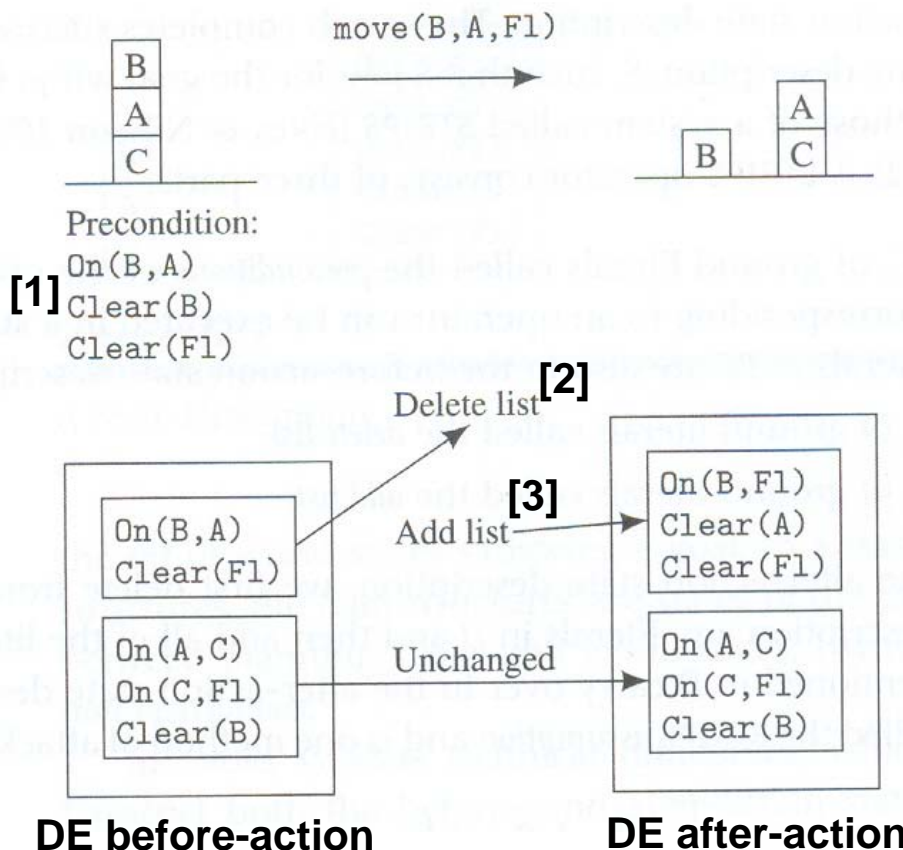 move(B,A,Fl)
B
A
C
A
B
C
Precondition:
On(B,A)
[1] Clear(B)
Clear(Fl)
Delete list [2]
[3]
Add list
On(B,A)
Clear(Fl)
On(A,C)
On(C,Fl)
Clear(B)
Unchanged
On(B,Fl)
Clear(A)
Clear(Fl)
On(A,C)
On(C,Fl)
Clear(B)
DE before-action
DE after-action